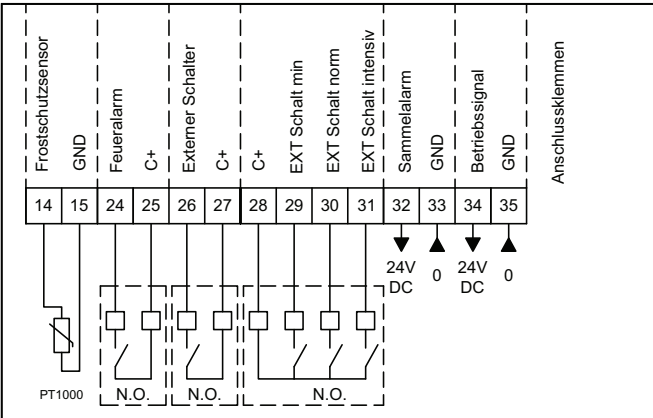 Frostschutzsensor
GND
Feueralarm
C+
Externer Schalter
C+
C+
EXT Schalt min
EXT Schalt norm
EXT Schalt intensiv
Sammelalarm
GND
Betriebssignal
GND
Anschlussklemmen
14 15 24 25 26 27 28 29 30 31 32 33 34 35
24V
DC
0
24V
DC
0
PT1000
N.O.
N.O.
N.O.